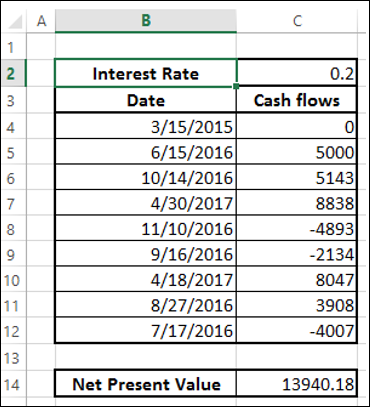 A B C
1
2 Interest Rate 0.2
3 Date Cash flows
4 3/15/2015 0
5 6/15/2016 5000
6 10/14/2016 5143
7 4/30/2017 8838
8 11/10/2016 -4893
9 9/16/2016 -2134
10 4/18/2017 8047
11 8/27/2016 3908
12 7/17/2016 -4007
13
14 Net Present Value 13940.18